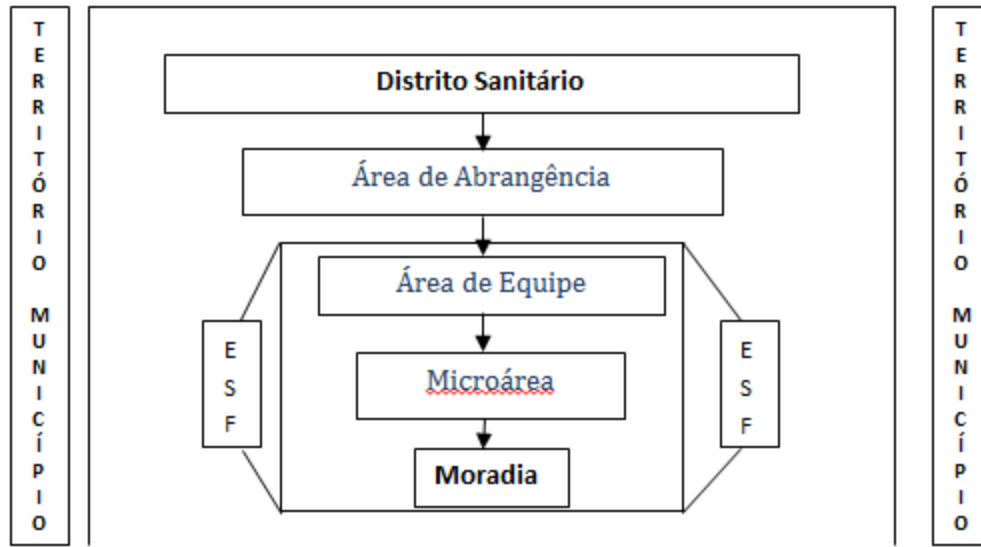 TERRITÓRIO MUNICÍPIO
Distrito Sanitário
Área de Abrangência
Área de Equipe
ESF
Microárea
ESF
Moradia
TERRITÓRIO MUNICÍPIO